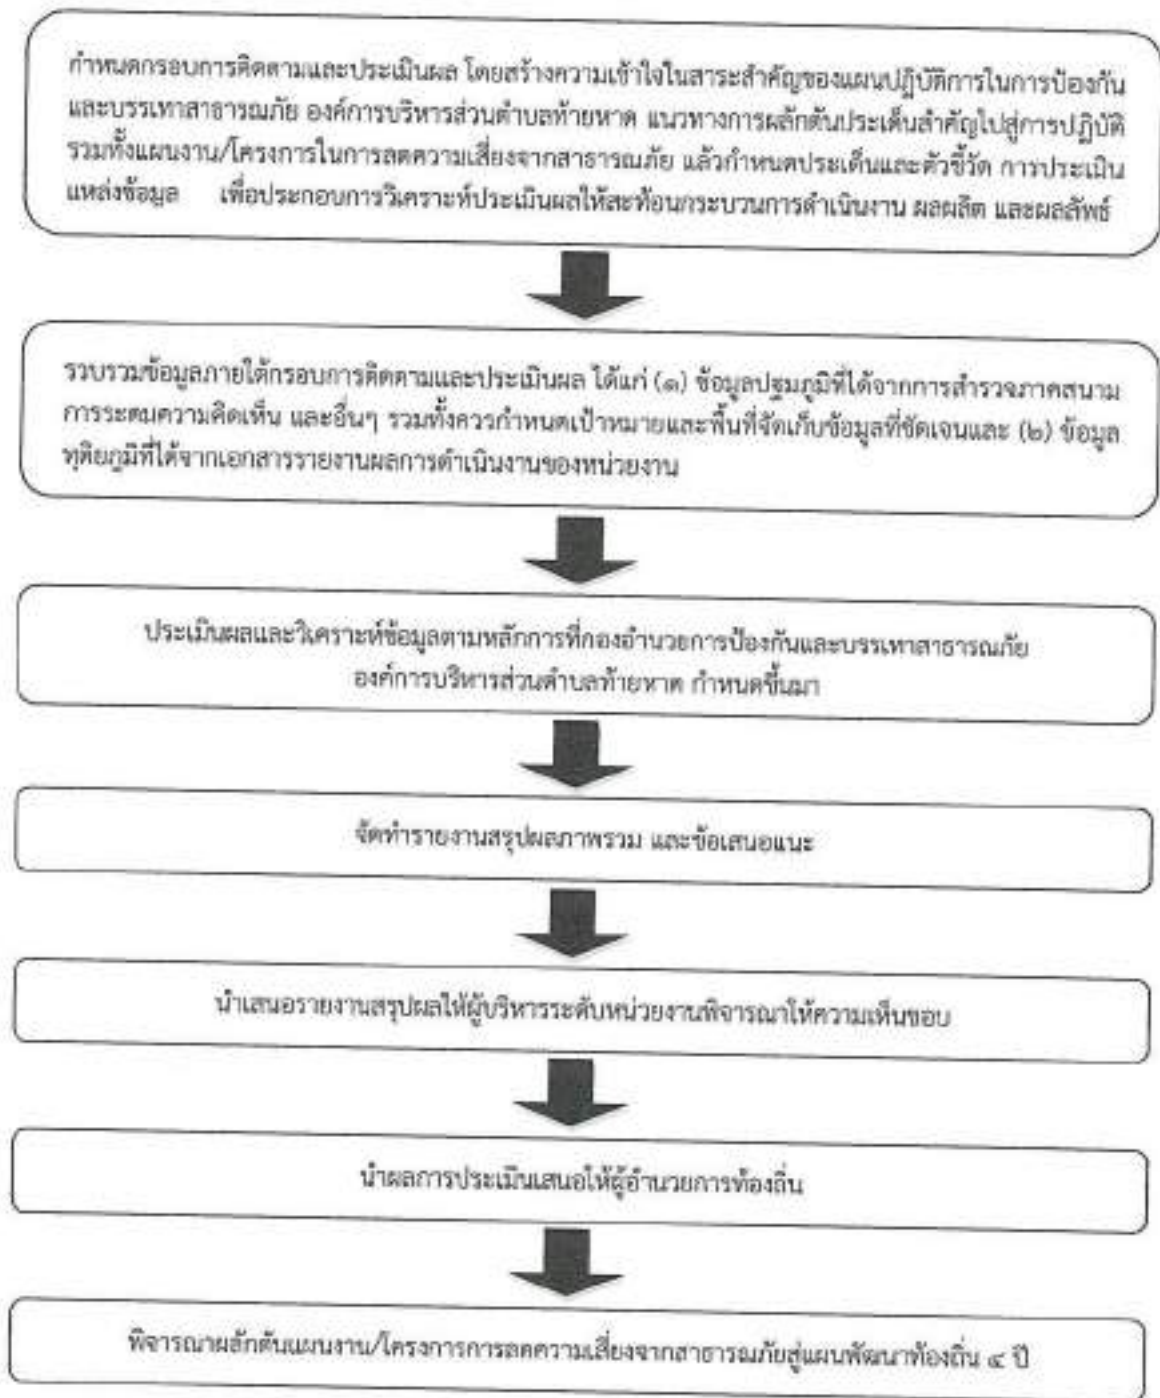 กำหนดกรอบการติดตามและประเมินผล โดยสร้างความเข้าใจในสาระสำคัญของแผนปฏิบัติการในการป้องกัน
และบรรเทาสาธารณภัย องค์การบริหารส่วนตำบลท้ายหาด แนวทางการผลักดันประเด็นสำคัญไปสู่การปฏิบัติ
รวมทั้งแผนงาน/โครงการในการลดความเสี่ยงจากสาธารณภัย แล้วกำหนดประเด็นและตัวชี้วัด การประเมิน
แหล่งข้อมูล เพื่อประกอบการวิเคราะห์ประเมินผลให้สะท้อนกระบวนการดำเนินงาน ผลผลิต และผลลัพธ์
รวบรวมข้อมูลภายใต้กรอบการติดตามและประเมินผล ได้แก่ (๑) ข้อมูลปฐมภูมิที่ได้จากการสำรวจภาคสนาม
การระดมความคิดเห็น และอื่นๆ รวมทั้งควรกำหนดเป้าหมายและพื้นที่จัดเก็บข้อมูลที่ชัดเจนและ (๒) ข้อมูล
ทุติยภูมิที่ได้จากเอกสารรายงานผลการดำเนินงานของหน่วยงาน
ประเมินผลและวิเคราะห์ข้อมูลตามหลักการที่กองอำนวยการป้องกันและบรรเทาสาธารณภัย
องค์การบริหารส่วนตำบลท้ายหาด กำหนดขึ้นมา
จัดทำรายงานสรุปผลภาพรวม และข้อเสนอแนะ
นำเสนอรายงานสรุปผลให้ผู้บริหารระดับหน่วยงานพิจารณาให้ความเห็นชอบ
นำผลการประเมินเสนอให้ผู้อำนวยการท้องถิ่น
พิจารณาผลักดันแผนงาน/โครงการการลดความเสี่ยงจากสาธารณภัยสู่แผนพัฒนาท้องถิ่น ๔ ปี